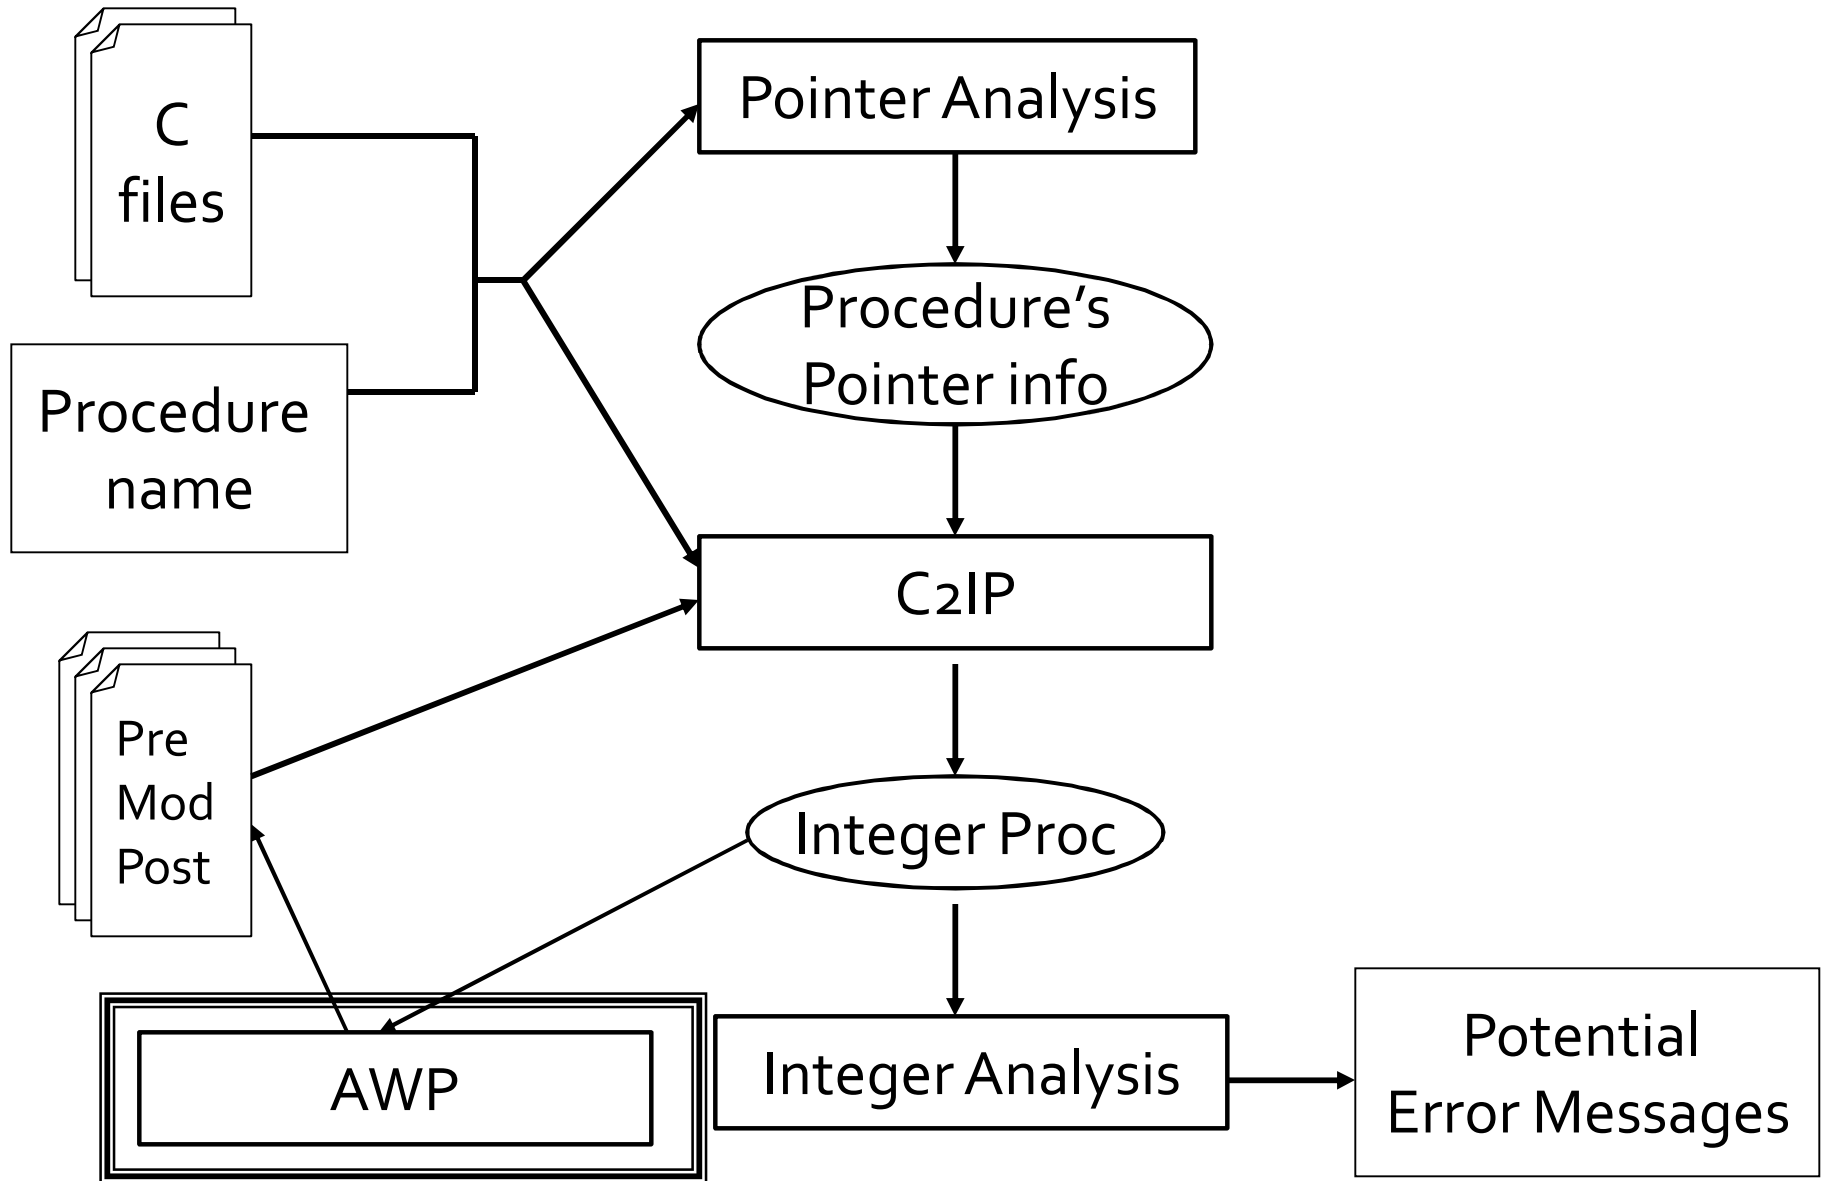 C
files
Pointer Analysis
Procedure's
Pointer info
Procedure
name
C2IP
Pre
Mod
Post
Integer Proc
AWP
Integer Analysis
Potential
Error Messages